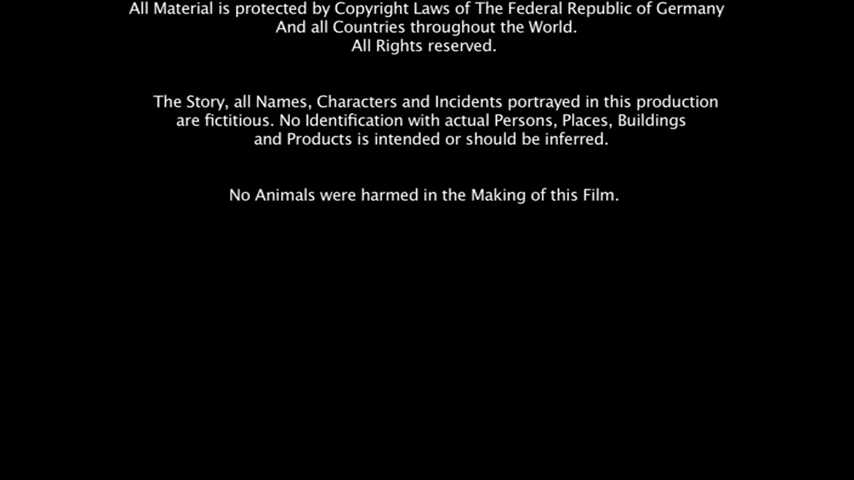 All Material is protected by Copyright Laws of The Federal Republic of Germany
And all Countries throughout the World.
All Rights reserved.
The Story, all Names, Characters and Incidents portrayed in this production
are fictitious. No Identification with actual Persons, Places, Buildings
and Products is intended or should be inferred.
No Animals were harmed in the Making of this Film.